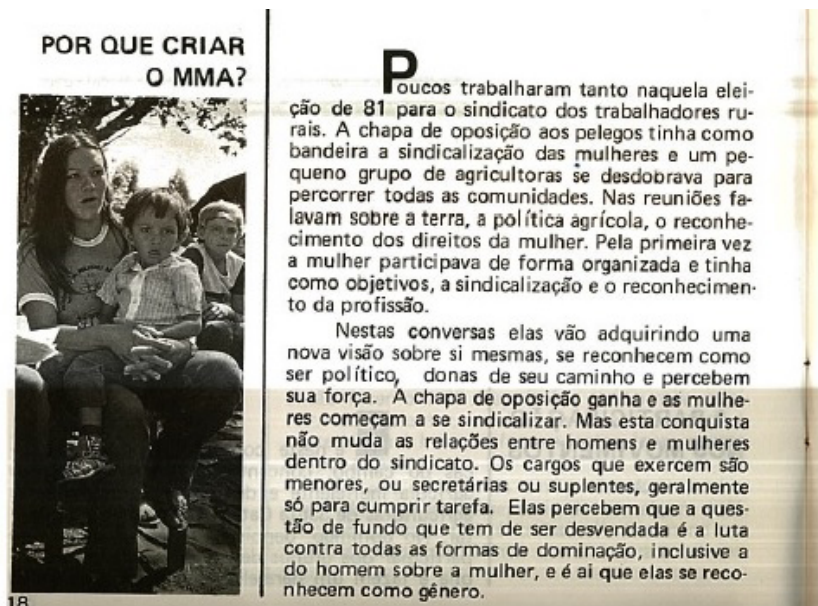 POR QUE CRIAR
O MMA?
Poucos trabalharam tanto naquela elei-
ção de 81 para o sindicato dos trabalhadores ru-
rais. A chapa de oposição aos pelegos tinha como
bandeira a sindicalização das mulheres e um pe-
queno grupo de agricultoras se desdobrava para
percorrer todas as comunidades. Nas reuniões fa-
lavam sobre a terra, a política agrícola, o reconhe-
cimento dos direitos da mulher. Pela primeira vez
a mulher participava de forma organizada e tinha
como objetivos, a sindicalização e o reconhecimen-
to da profissão.
Nestas conversas elas vão adquirindo uma
nova visão sobre si mesmas, se reconhecem como
ser político, donas de seu caminho e percebem
sua força. A chapa de oposição ganha e as mulhe-
res começam a se sindicalizar. Mas esta conquista
não muda as relações entre homens e mulheres
dentro do sindicato. Os cargos que exercem são
menores, ou secretárias ou suplentes, geralmente
só para cumprir tarefa. Elas percebem que a ques-
tão de fundo que tem de ser desvendada é a luta
contra todas as formas de dominação, inclusive a
do homem sobre a mulher, e é ai que elas se reco-
nhecem como gênero.
18